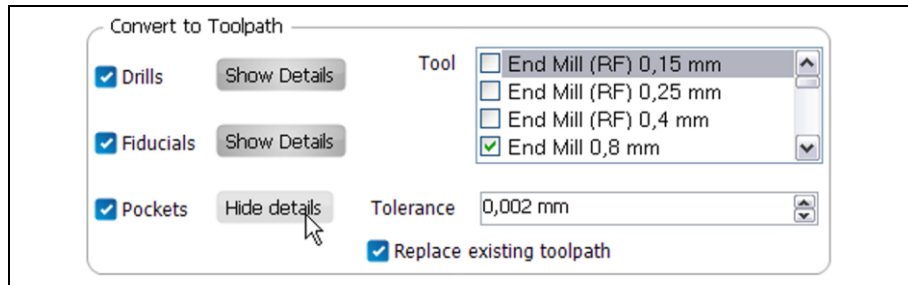 Convert to Toolpath
Drills
Show Details
Tool
End Mill (RF) 0,15 mm
End Mill (RF) 0,25 mm
End Mill (RF) 0,4 mm
End Mill 0,8 mm
Fiducials
Show Details
Pockets
Hide details
Tolerance
0,002 mm
Replace existing toolpath